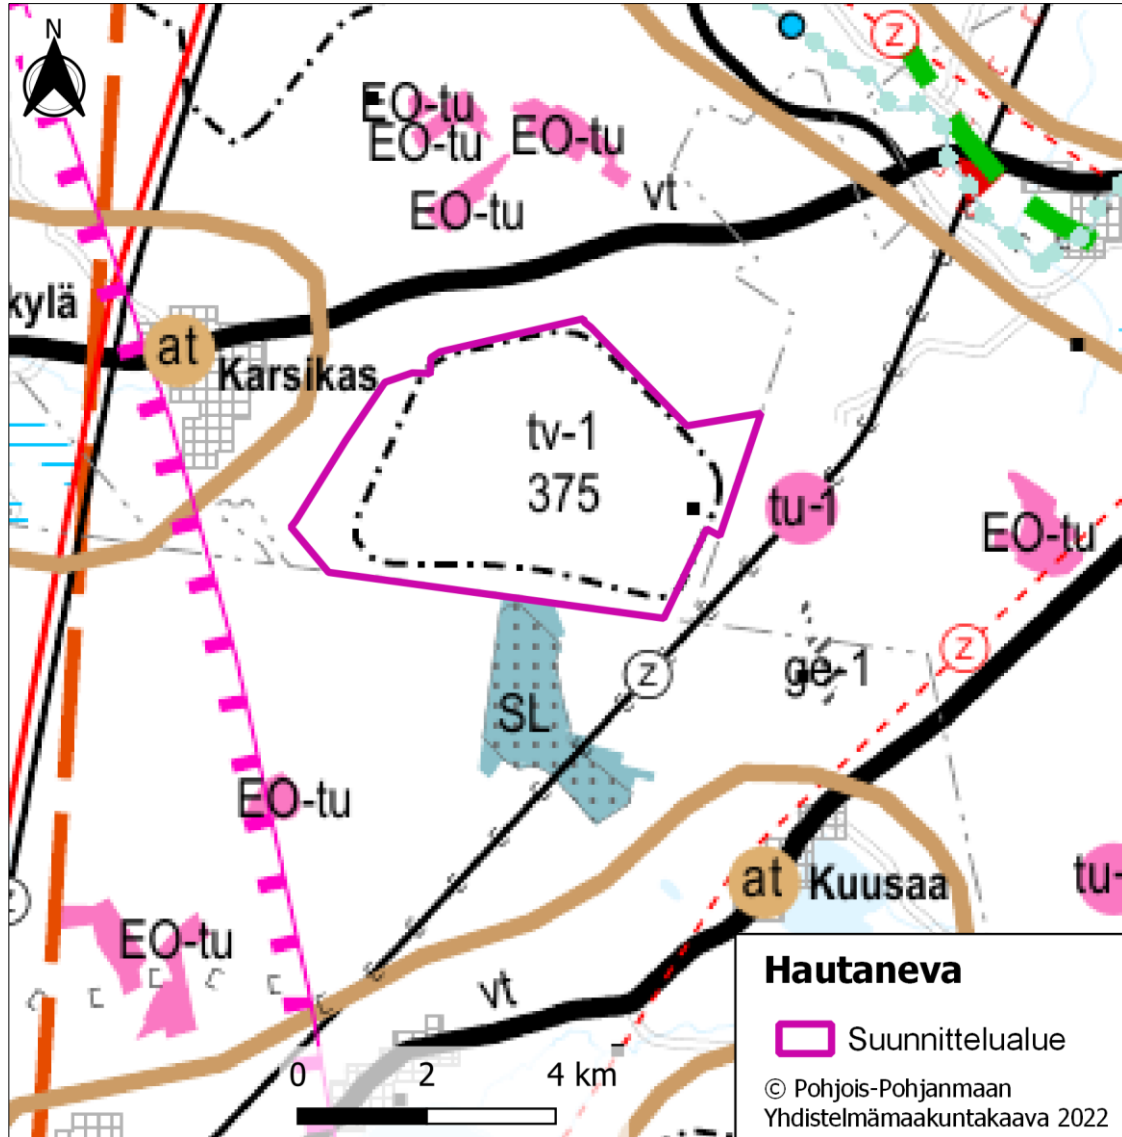 N
Z
EO-tu
EO-tu
EO-tu
EO-tu
vt
kylä
at
Karsikas
tv-1
375
tu-1
EO-tu
Z
Z
ge-1
SL
EO-tu
at
Kuusaa
tu-
EO-tu
vt
Hautaneva
Suunnittelualue
© Pohjois-Pohjanmaan
Yhdistelmämaakuntakaava 2022
0 2 4 km